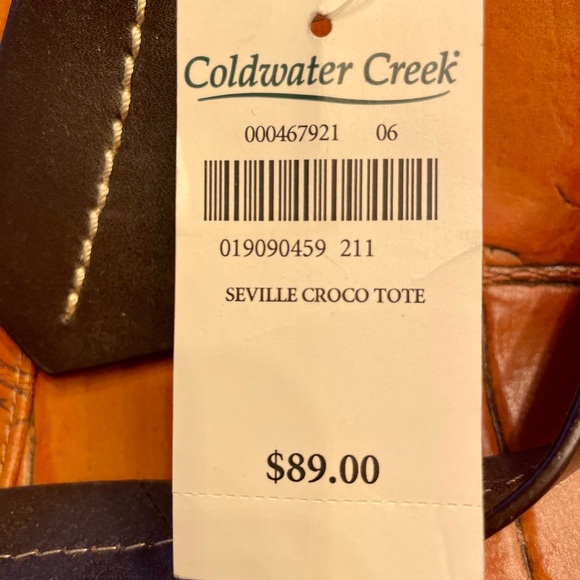 Coldwater Creek
000467921 06
019090459 211
SEVILLE CROCO TOTE
$89.00